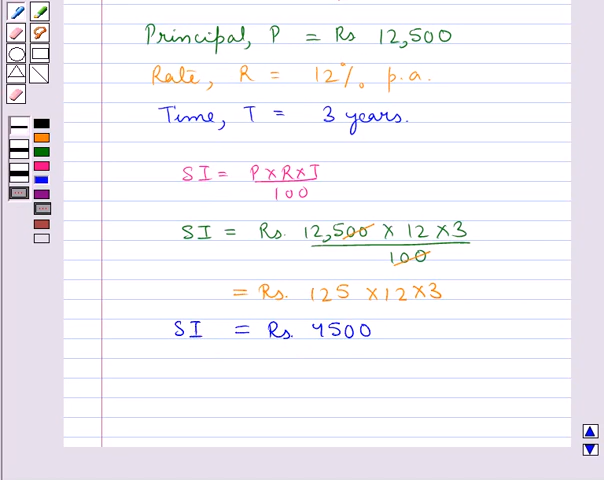 Principal, P = Rs 12,500
Rate, R = 12% p.a.
Time, T = 3 years.
SI = P×R×T
100
SI = Rs. 12,500 × 12 × 3
100
= Rs. 125 ×12×3
SI = Rs. 4500